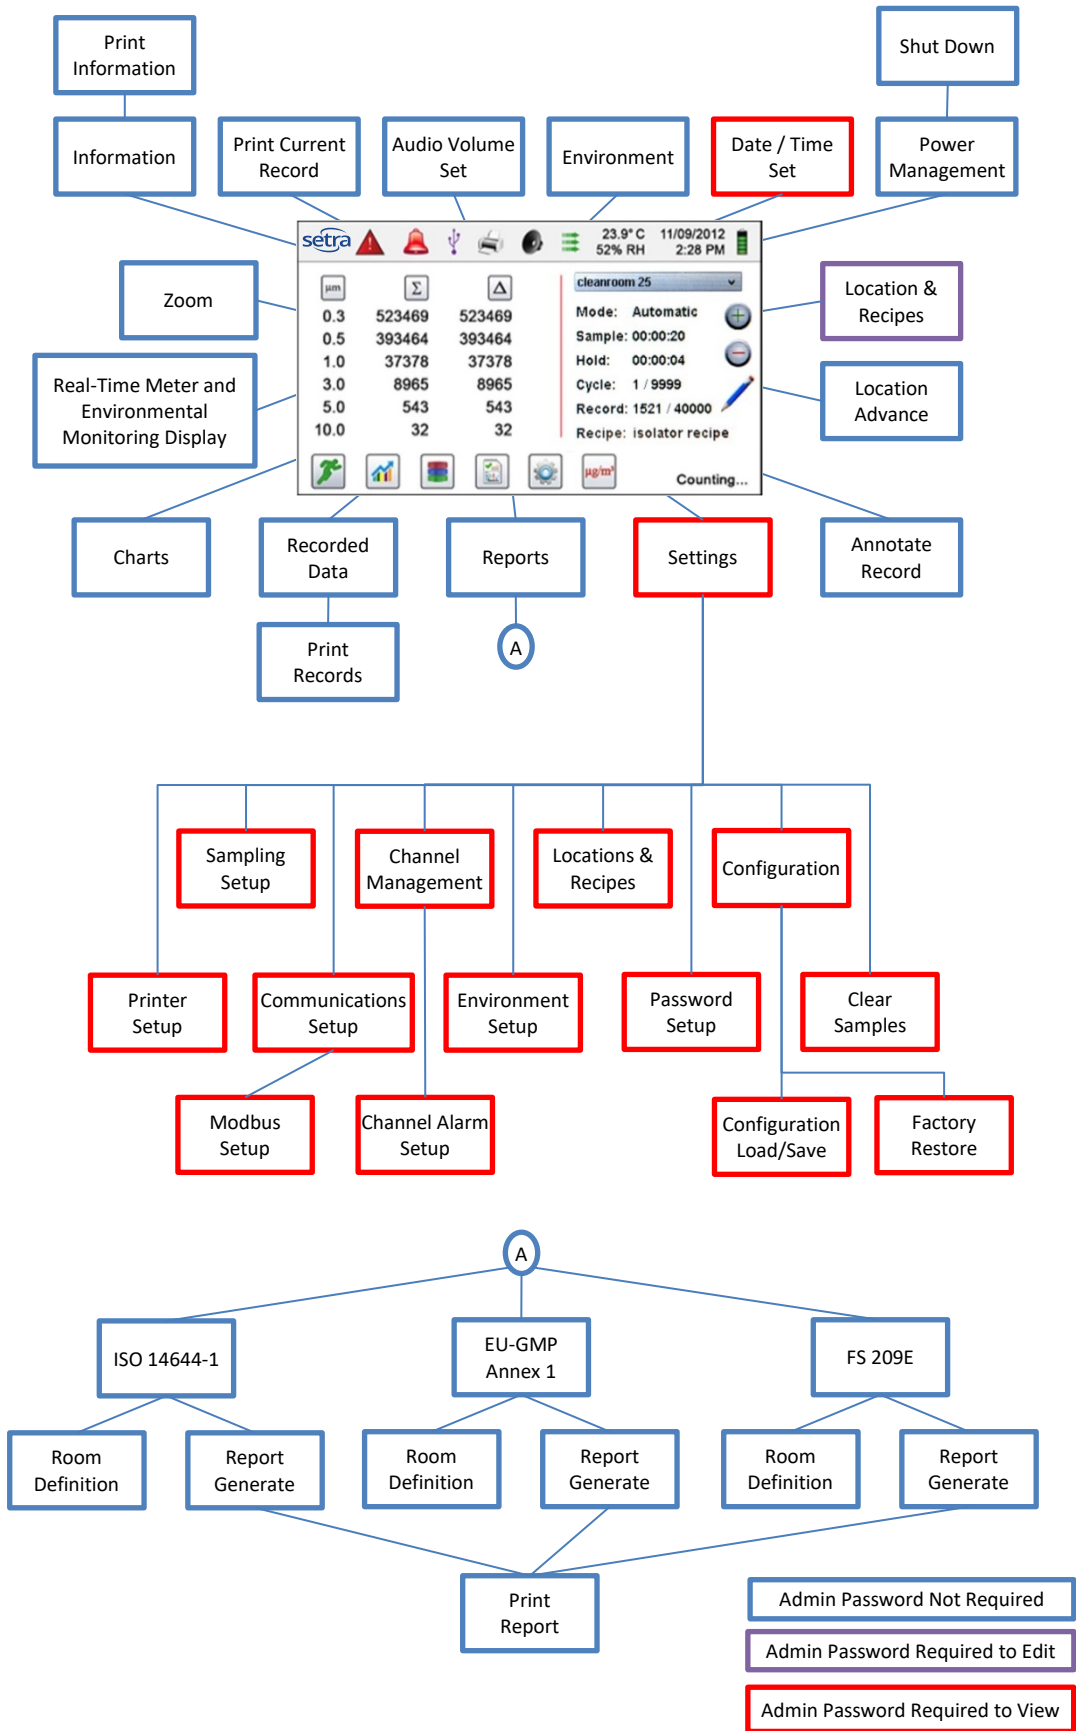 Print
Information
Shut Down
Information
Print Current
Record
Audio Volume
Set
Environment
Date / Time
Set
Power
Management
setra
23.9° C
52% RH
11/09/2012
2:28 PM
Zoom
Real-Time Meter and
Environmental
Monitoring Display
µm Σ Δ
0.3 523469 523469
0.5 393464 393464
1.0 37378 37378
3.0 8965 8965
5.0 543 543
10.0 32 32
cleanroom 25
Mode: Automatic
Sample: 00:00:20
Hold: 00:00:04
Cycle: 1 / 9999
Record: 1521 / 40000
Recipe: isolator recipe
µg/m³
Counting...
Location &
Recipes
Location
Advance
Charts
Recorded
Data
Reports
Settings
Annotate
Record
Print
Records
A
Sampling
Setup
Channel
Management
Locations &
Recipes
Configuration
Printer
Setup
Communications
Setup
Environment
Setup
Password
Setup
Clear
Samples
Modbus
Setup
Channel Alarm
Setup
Configuration
Load/Save
Factory
Restore
A
ISO 14644-1
EU-GMP
Annex 1
FS 209E
Room
Definition
Report
Generate
Room
Definition
Report
Generate
Room
Definition
Report
Generate
Print
Report
Admin Password Not Required
Admin Password Required to Edit
Admin Password Required to View